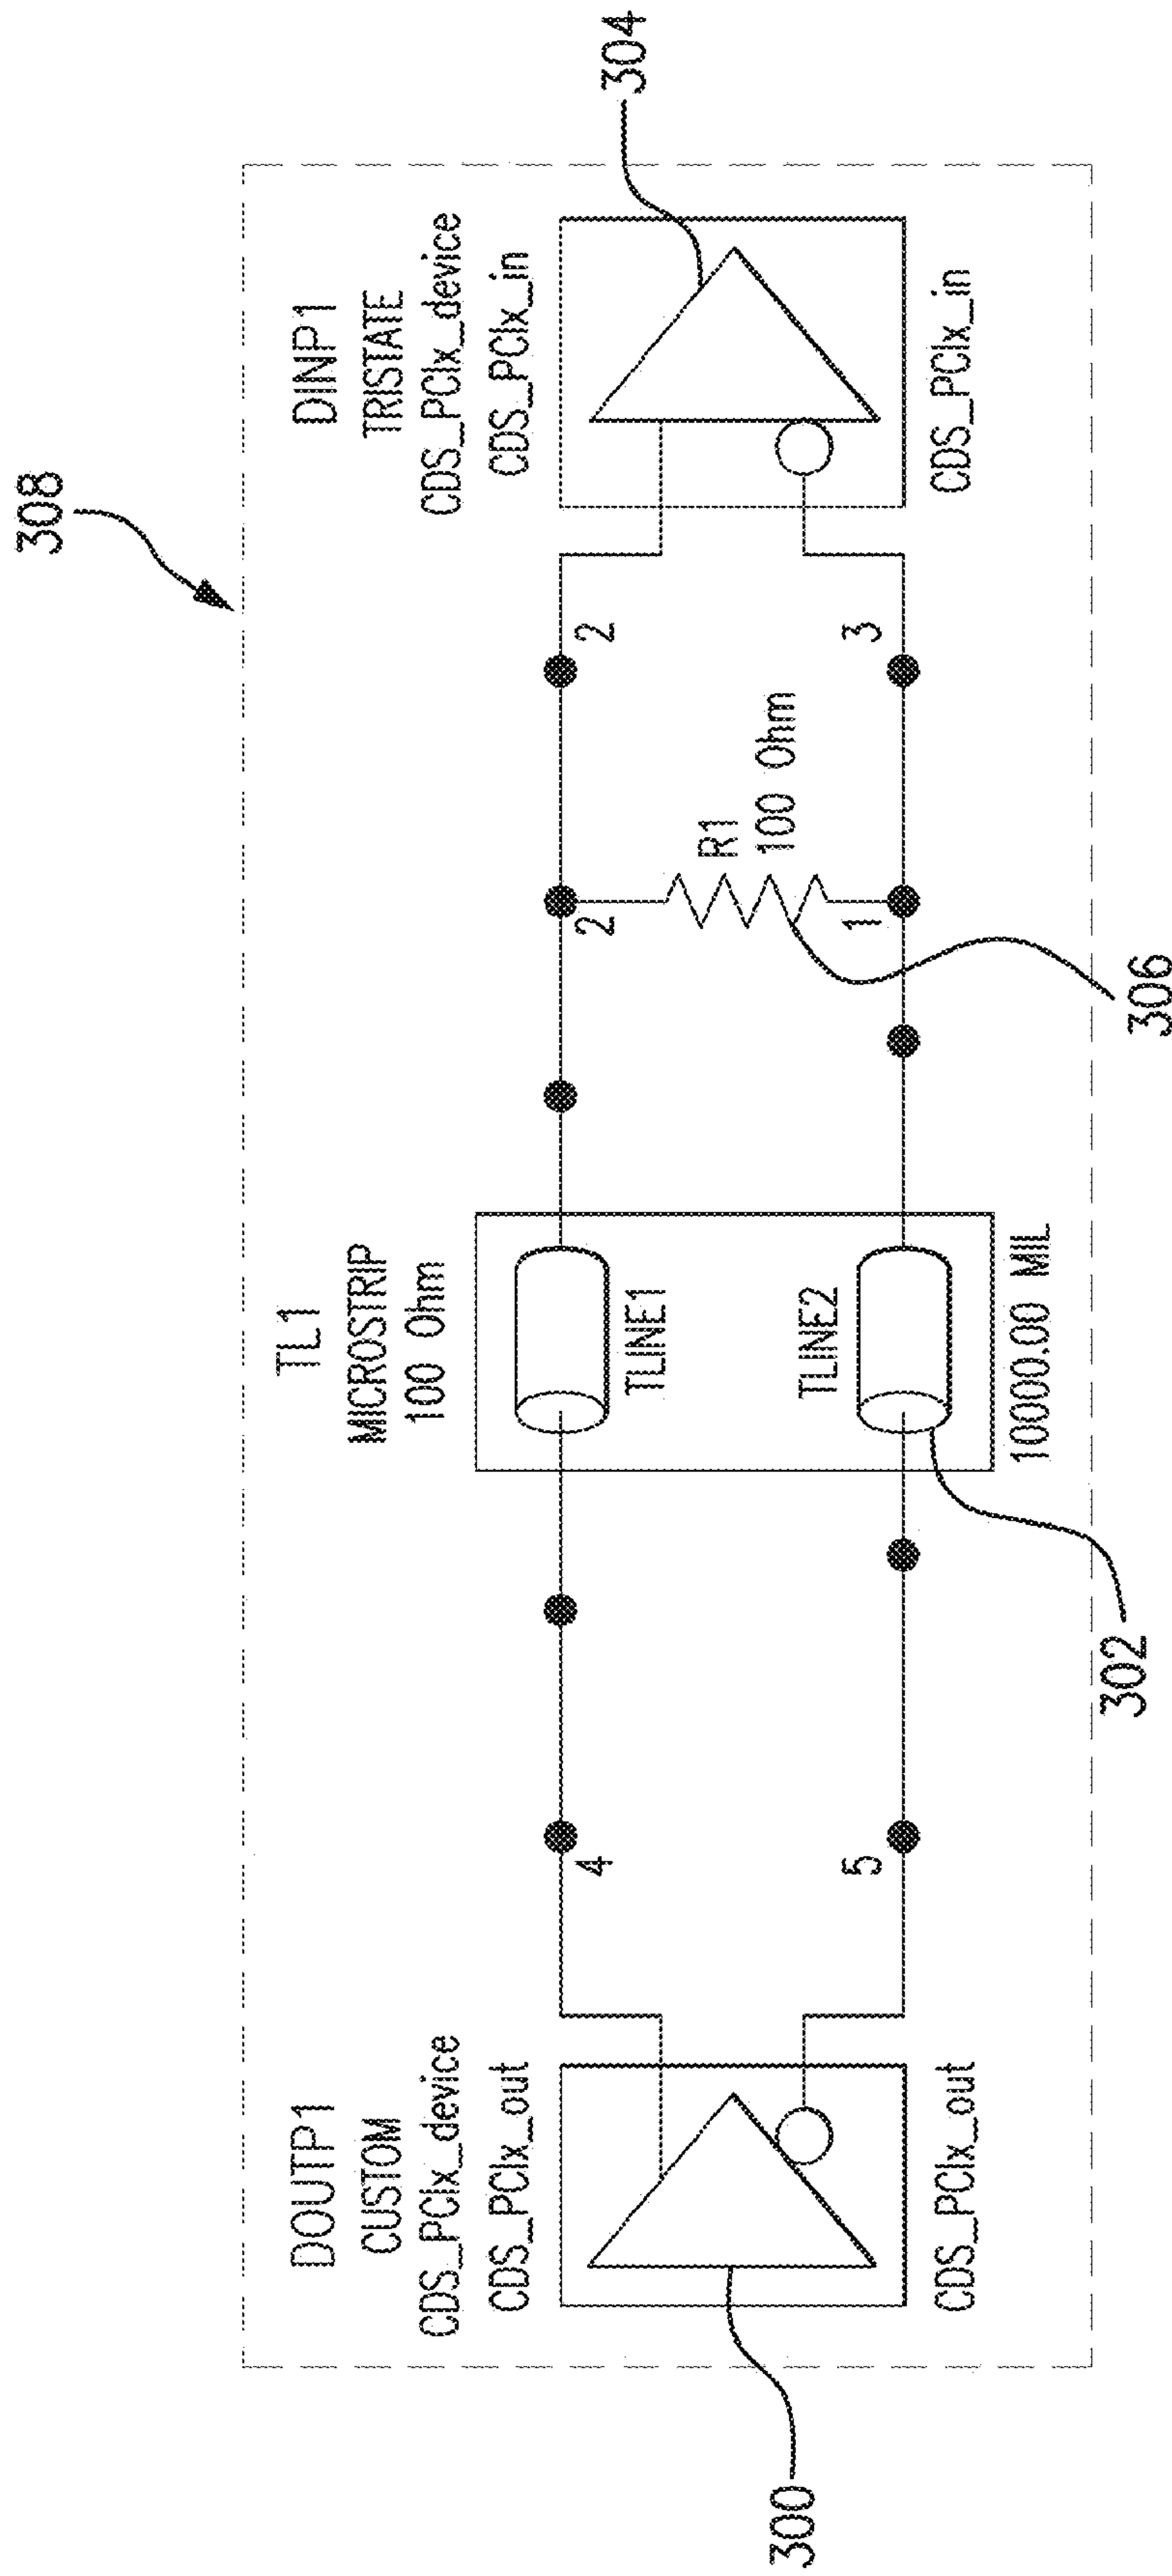 308
304
DOUTP1
CUSTOM
CDS_PCIx_device
CDS_PCIx_out
CDS_PCIx_out
300
4
5
TL1
MICROSTRIP
100 Ohm
TLINE1
TLINE2
10000.00 MIL
302
2
1
R1
100 Ohm
306
2
3
DINP1
TRISTATE
CDS_PCIx_device
CDS_PCIx_in
CDS_PCIx_in